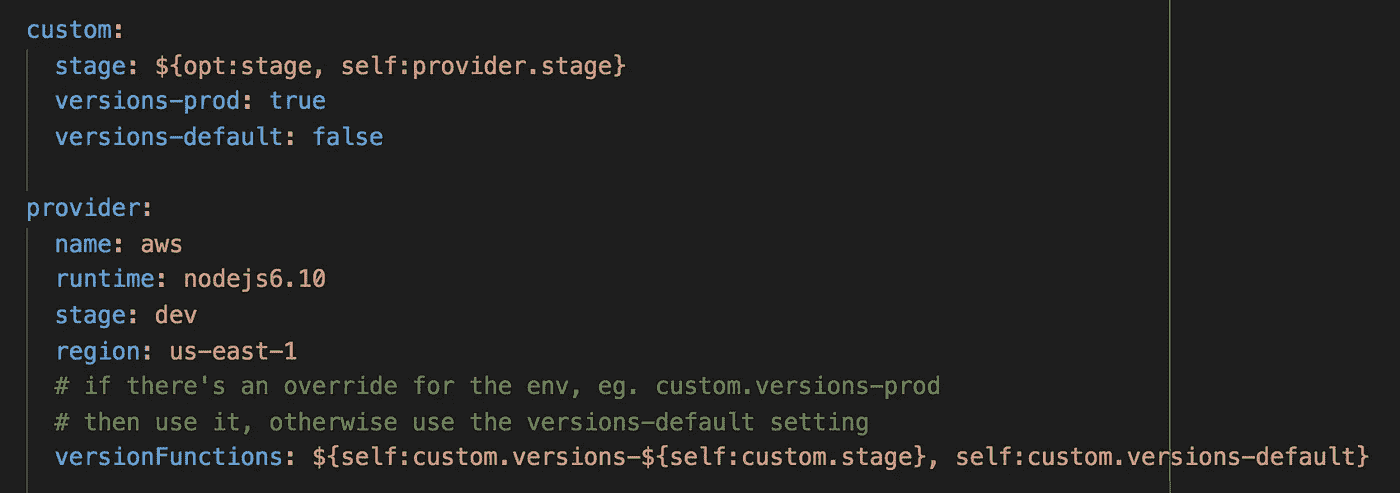 custom:
  stage: ${opt:stage, self:provider.stage}
  versions-prod: true
  versions-default: false

provider:
  name: aws
  runtime: nodejs6.10
  stage: dev
  region: us-east-1
  # if there's an override for the env, eg. custom.versions-prod
  # then use it, otherwise use the versions-default setting
  versionFunctions: ${self:custom.versions-${self:custom.stage}, self:custom.versions-default}